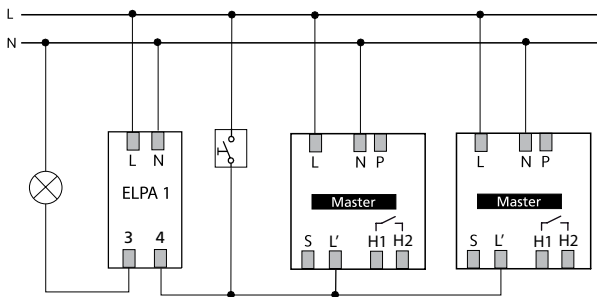 L
N
L N
ELPA 1
3 4
L N P
Master
S L’ H1 H2
L N P
Master
S L’ H1 H2